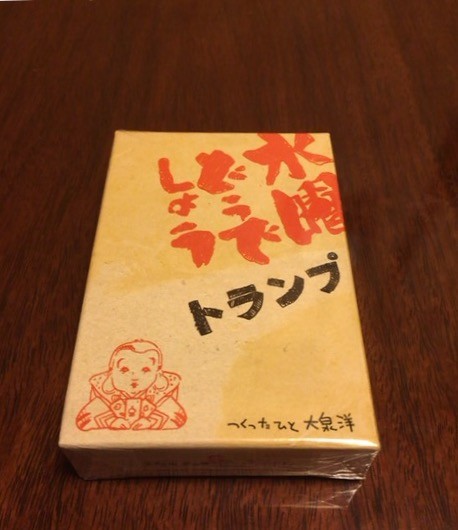 水曜
どうで
しょう
トランプ
つくったひと 大泉洋